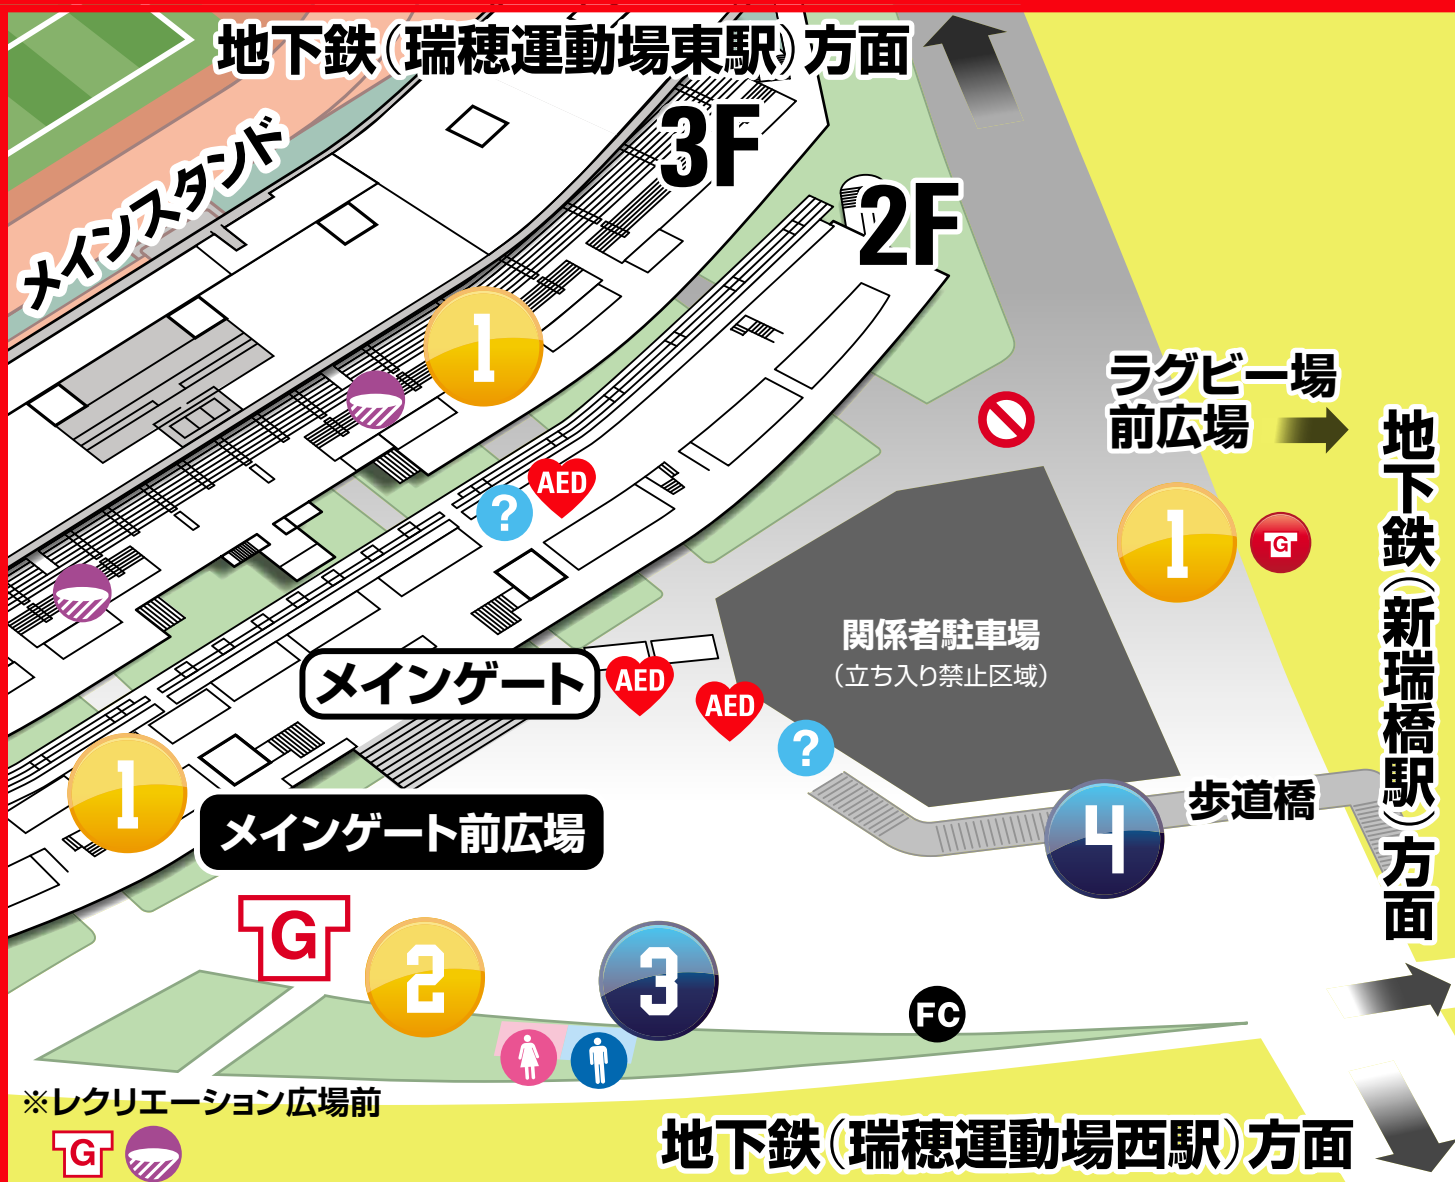 地下鉄(瑞穂運動場東駅)方面
メインスタンド
3F
2F
1
ラグビー場
前広場
地下鉄(新瑞橋駅)方面
AED
?
1
G
関係者駐車場
(立ち入り禁止区域)
メインゲート
AED
AED
?
1
歩道橋
メインゲート前広場
4
G
2
3
FC
※レクリエーション広場前
G
地下鉄(瑞穂運動場西駅)方面